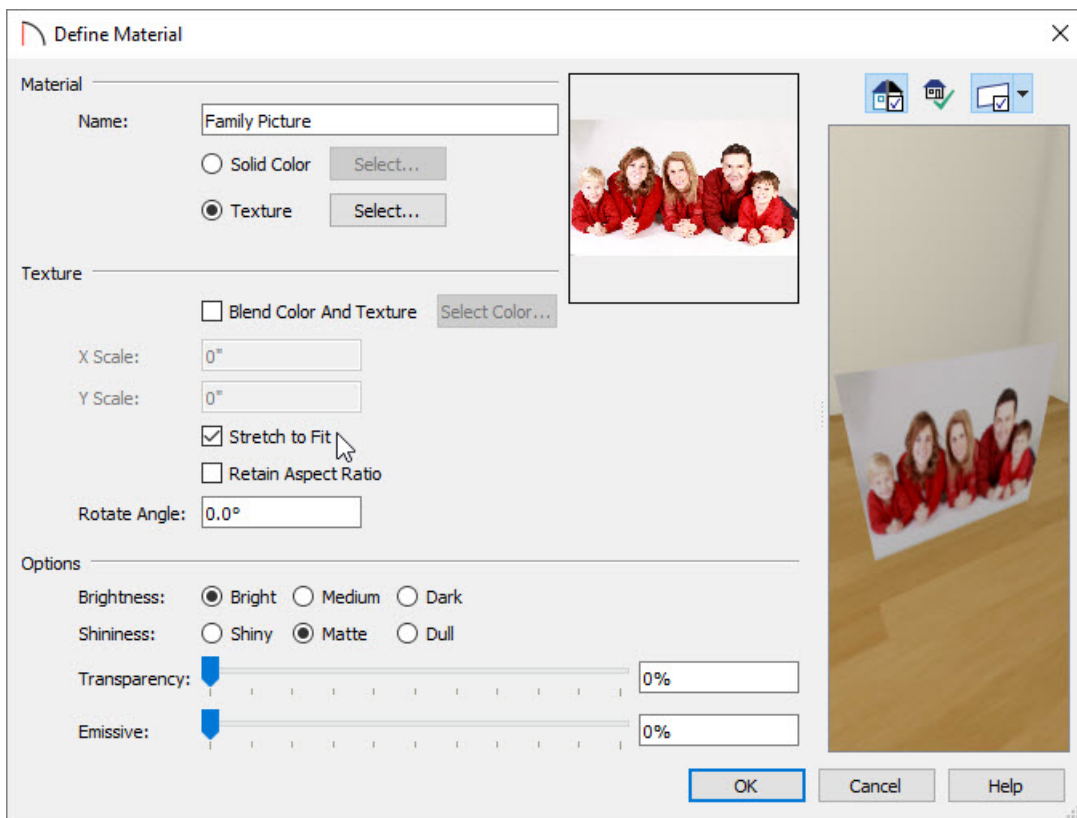 Define Material
Material
Name: Family Picture
Solid Color Select...
Texture Select...
Texture
Blend Color And Texture Select Color...
X Scale: 0"
Y Scale: 0"
Stretch to Fit
Retain Aspect Ratio
Rotate Angle: 0.0°
Options
Brightness: Bright Medium Dark
Shininess: Shiny Matte Dull
Transparency: 0%
Emissive: 0%
OK Cancel Help